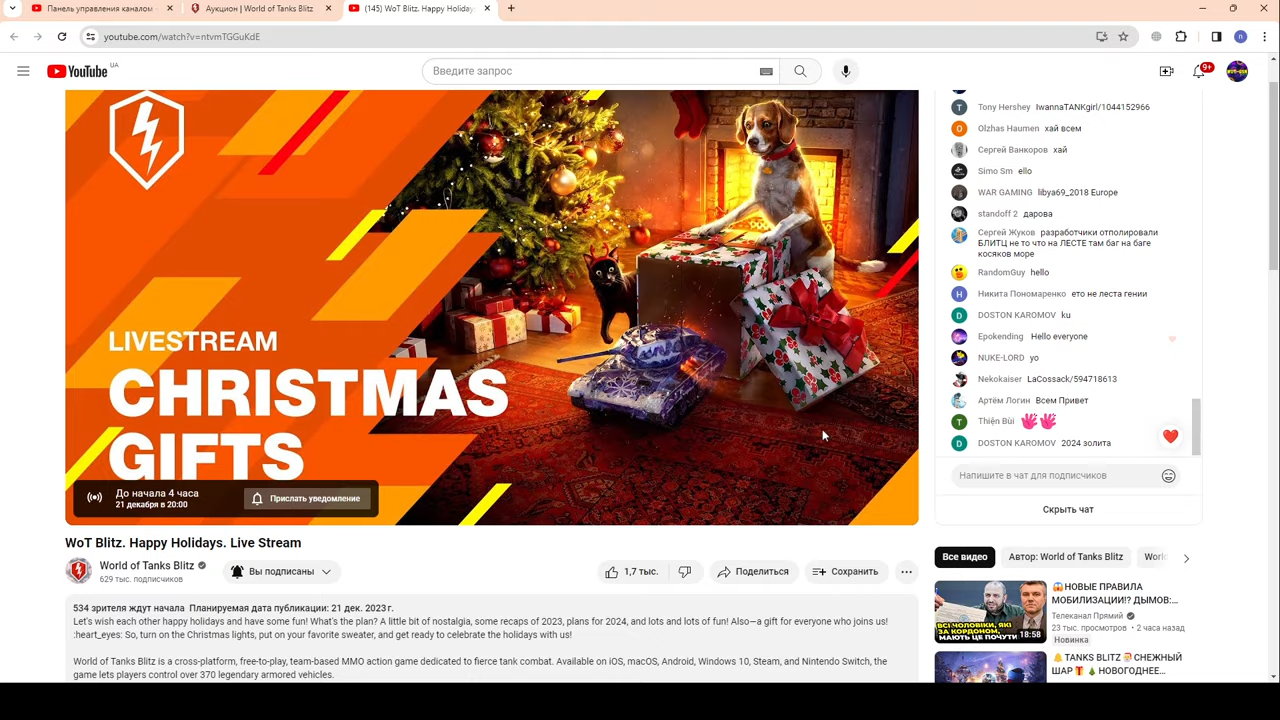 Панель управления каналом -
Аукцион | World of Tanks Blitz
(145) WoT Blitz. Happy Holiday
youtube.com/watch?v=ntvmTGGuKdE
n
YouTube UA
Введите запрос
9+
LIVESTREAM
CHRISTMAS
GIFTS
До начала 4 часа
21 декабря в 20:00
Прислать уведомление
WoT Blitz. Happy Holidays. Live Stream
World of Tanks Blitz
629 тыс. подписчиков
Вы подписаны
1,7 тыс.
Поделиться
Сохранить
534 зрителя ждут начала Планируемая дата публикации: 21 дек. 2023 г.
Let's wish each other happy holidays and have some fun! What's the plan? A little bit of nostalgia, some recaps of 2023, plans for 2024, and lots and lots of fun! Also—a gift for everyone who joins us!
:heart_eyes: So, turn on the Christmas lights, put on your favorite sweater, and get ready to celebrate the holidays with us!
World of Tanks Blitz is a cross-platform, free-to-play, team-based MMO action game dedicated to fierce tank combat. Available on iOS, macOS, Android, Windows 10, Steam, and Nintendo Switch, the
game lets players control over 370 legendary armored vehicles.
T Tony Hershey IwannaTANKgirl/1044152966
O Olzhas Haumen хай всем
Сергей Ванкоров хай
Simo Sm ello
WAR GAMING libya69_2018 Europe
standoff 2 дарова
Сергей Жуков разработчики отполировали
БЛИТЦ не то что на ЛЕСТЕ там баг на баге
косяков море
RandomGuy hello
Н Никита Пономаренко ето не леста гении
D DOSTON KAROMOV ku
Epokending Hello everyone
NUKE-LORD yo
Nekokaiser LaCossack/594718613
Артём Логин Всем Привет
T Thiện Bùi
D DOSTON KAROMOV 2024 золита
Напишите в чат для подписчиков
Скрыть чат
Все видео
Автор: World of Tanks Blitz
World
НОВЫЕ ПРАВИЛА
МОБИЛИЗАЦИИ!? ДЫМОВ:...
Телеканал Прямий
23 тыс. просмотров • 2 часа назад
Новинка
ВСІ ЧОЛОВІКИ, ЯКІ
ЗА КОРДОНОМ,
МАЮТЬ ЦЕ ПОЧУТИ
18:58
TANKS BLITZ СНЕЖНЫЙ
ШАР НОВОГОДНЕЕ...